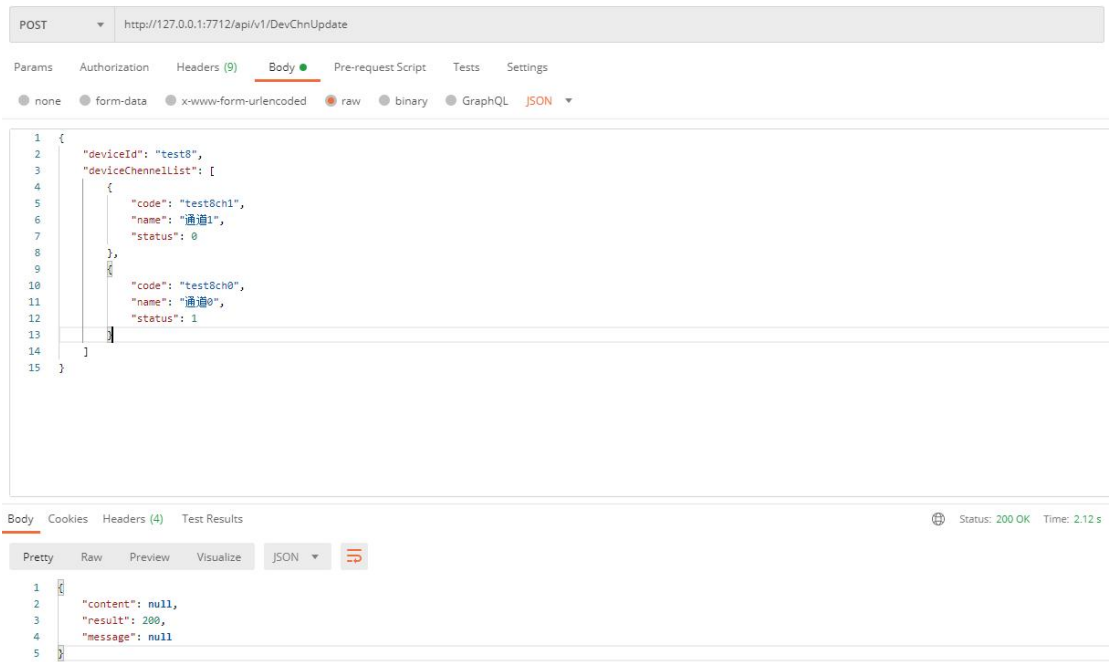 POST http://127.0.0.1:7712/api/v1/DevChnUpdate
Params Authorization Headers (9) Body Pre-request Script Tests Settings
none form-data x-www-form-urlencoded raw binary GraphQL JSON
1 {
2 "deviceId": "test8",
3 "deviceChennelList": [
4 {
5 "code": "test8ch1",
6 "name": "通道1",
7 "status": 0
8 },
9 {
10 "code": "test8ch0",
11 "name": "通道0",
12 "status": 1
13 }
14 ]
15 }
Body Cookies Headers (4) Test Results Status: 200 OK Time: 2.12 s
Pretty Raw Preview Visualize JSON
1 {
2 "content": null,
3 "result": 200,
4 "message": null
5 }